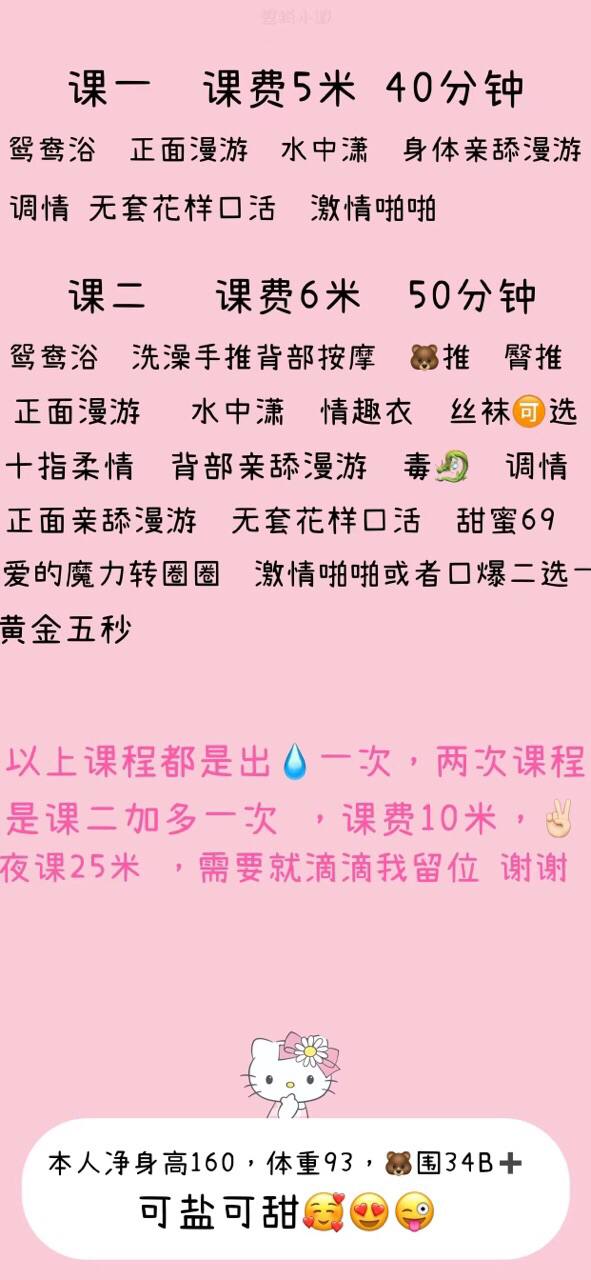 课一 课费5米 40分钟
鸳鸯浴 正面漫游 水中潇 身体亲舔漫游
调情 无套花样口活 激情啪啪
课二 课费6米 50分钟
鸳鸯浴 洗澡手推背部按摩 🐻推 臀推
正面漫游 水中潇 情趣衣 丝袜🉑选
十指柔情 背部亲舔漫游 毒🐉 调情
正面亲舔漫游 无套花样口活 甜蜜69
爱的魔力转圈圈 激情啪啪或者口爆二选一
黄金五秒
以上课程都是出💧一次,两次课程
是课二加多一次 ,课费10米,✌🏻
夜课25米 ,需要就滴滴我留位 谢谢
本人净身高160,体重93,🐻围34B➕
可盐可甜🥰😍😜